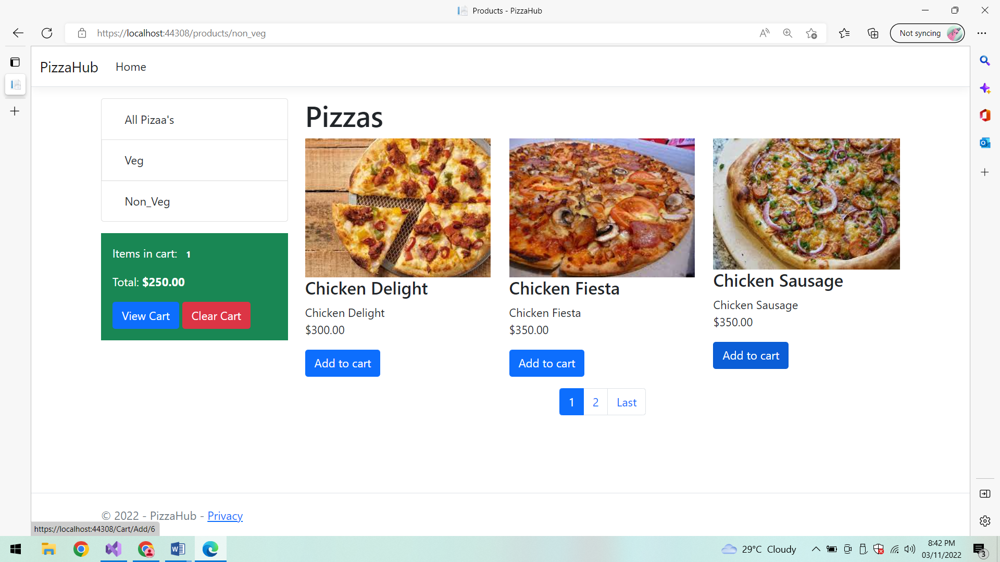 Products - PizzaHub
https://localhost:44308/products/non_veg
Not syncing
PizzaHub
Home
All Pizaa's
Veg
Non_Veg
Items in cart: 1
Total: $250.00
View Cart
Clear Cart
Pizzas
Chicken Delight
Chicken Delight
$300.00
Add to cart
Chicken Fiesta
Chicken Fiesta
$350.00
Add to cart
Chicken Sausage
Chicken Sausage
$350.00
Add to cart
1 2 Last
© 2022 - PizzaHub - Privacy
https://localhost:44308/Cart/Add/6
29°C Cloudy
8:42 PM
03/11/2022
3